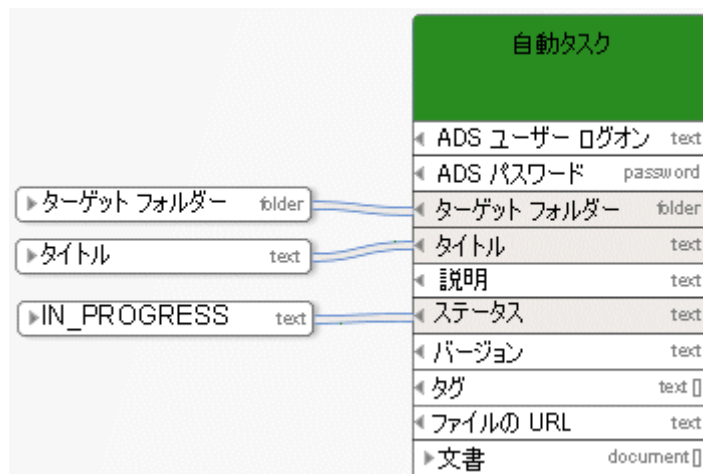 自動タスク
ADS ユーザー ログオン text
ADS パスワード password
ターゲット フォルダー folder
ターゲット フォルダー folder
タイトル text
タイトル text
説明 text
IN_PROGRESS text
ステータス text
バージョン text
タグ text []
ファイルの URL text
文書 document []